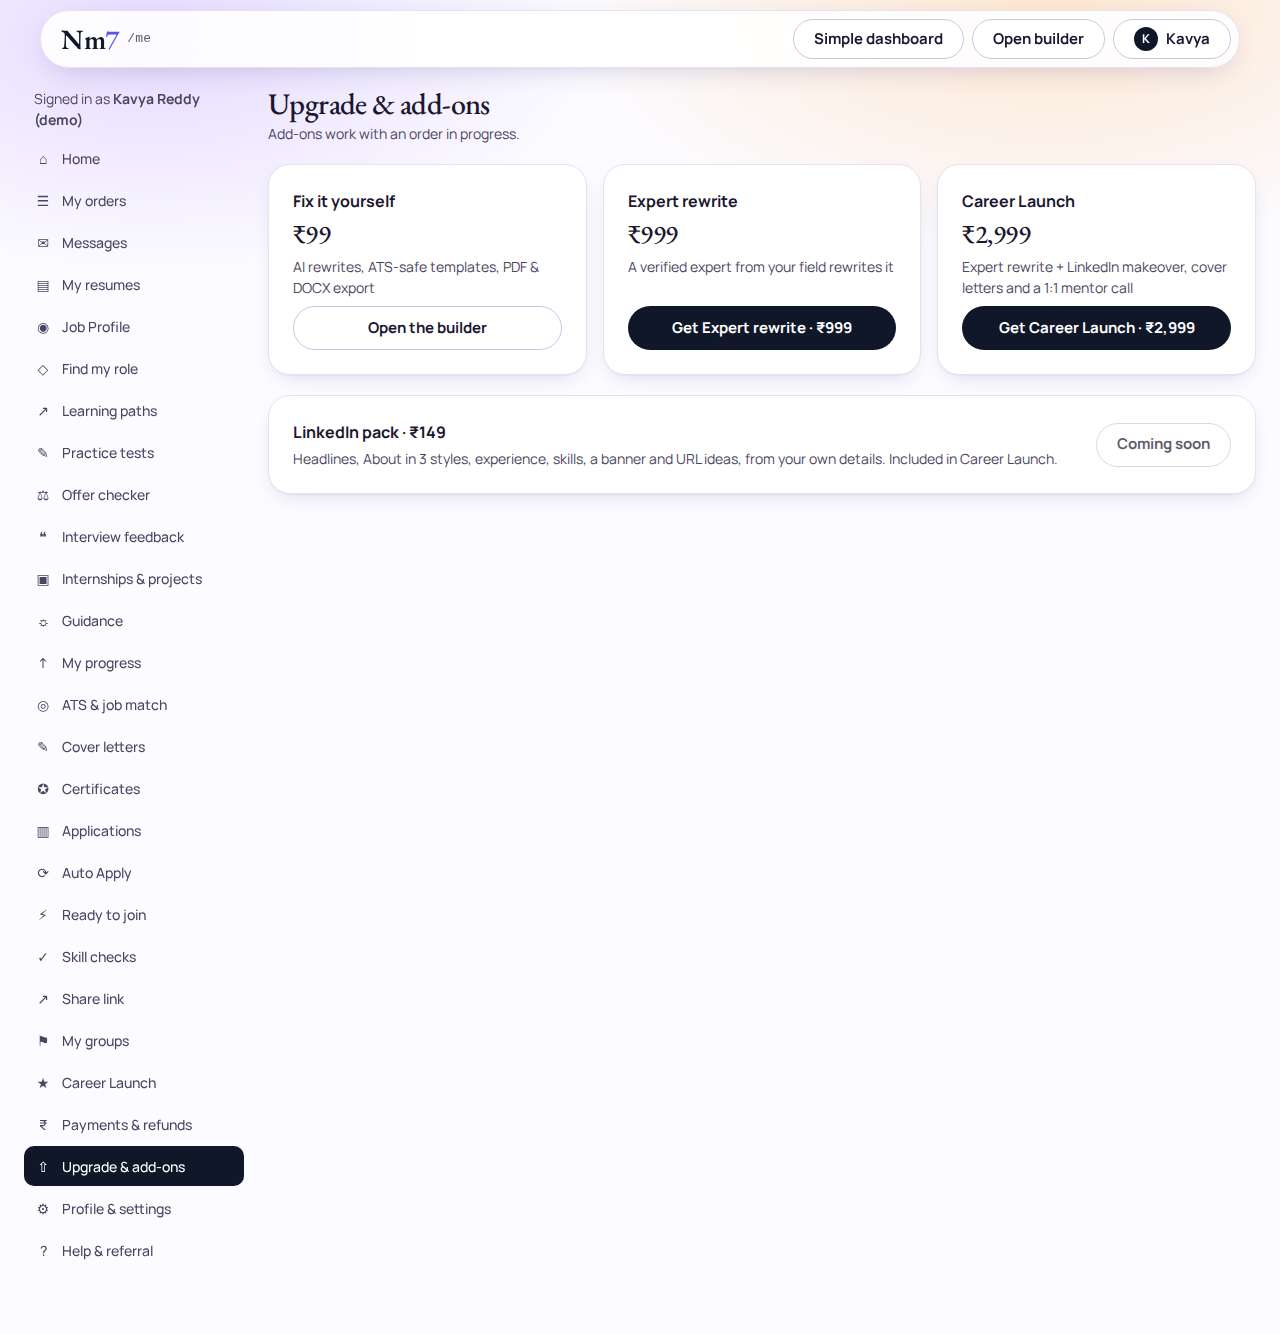 Nm7 /me
Simple dashboard
Open builder
K Kavya
Signed in as Kavya Reddy
(demo)
⌂ Home
☰ My orders
✉ Messages
▤ My resumes
◉ Job Profile
◇ Find my role
↗ Learning paths
✎ Practice tests
⚖ Offer checker
❝ Interview feedback
▣ Internships & projects
☼ Guidance
↑ My progress
◎ ATS & job match
✎ Cover letters
✪ Certificates
▥ Applications
⟳ Auto Apply
⚡ Ready to join
✓ Skill checks
↗ Share link
⚑ My groups
★ Career Launch
₹ Payments & refunds
⇧ Upgrade & add-ons
⚙ Profile & settings
? Help & referral
Upgrade & add-ons
Add-ons work with an order in progress.
Fix it yourself
₹99
AI rewrites, ATS-safe templates, PDF &
DOCX export
Open the builder
Expert rewrite
₹999
A verified expert from your field rewrites it
Get Expert rewrite · ₹999
Career Launch
₹2,999
Expert rewrite + LinkedIn makeover, cover
letters and a 1:1 mentor call
Get Career Launch · ₹2,999
LinkedIn pack · ₹149
Headlines, About in 3 styles, experience, skills, a banner and URL ideas, from your own details. Included in Career Launch.
Coming soon